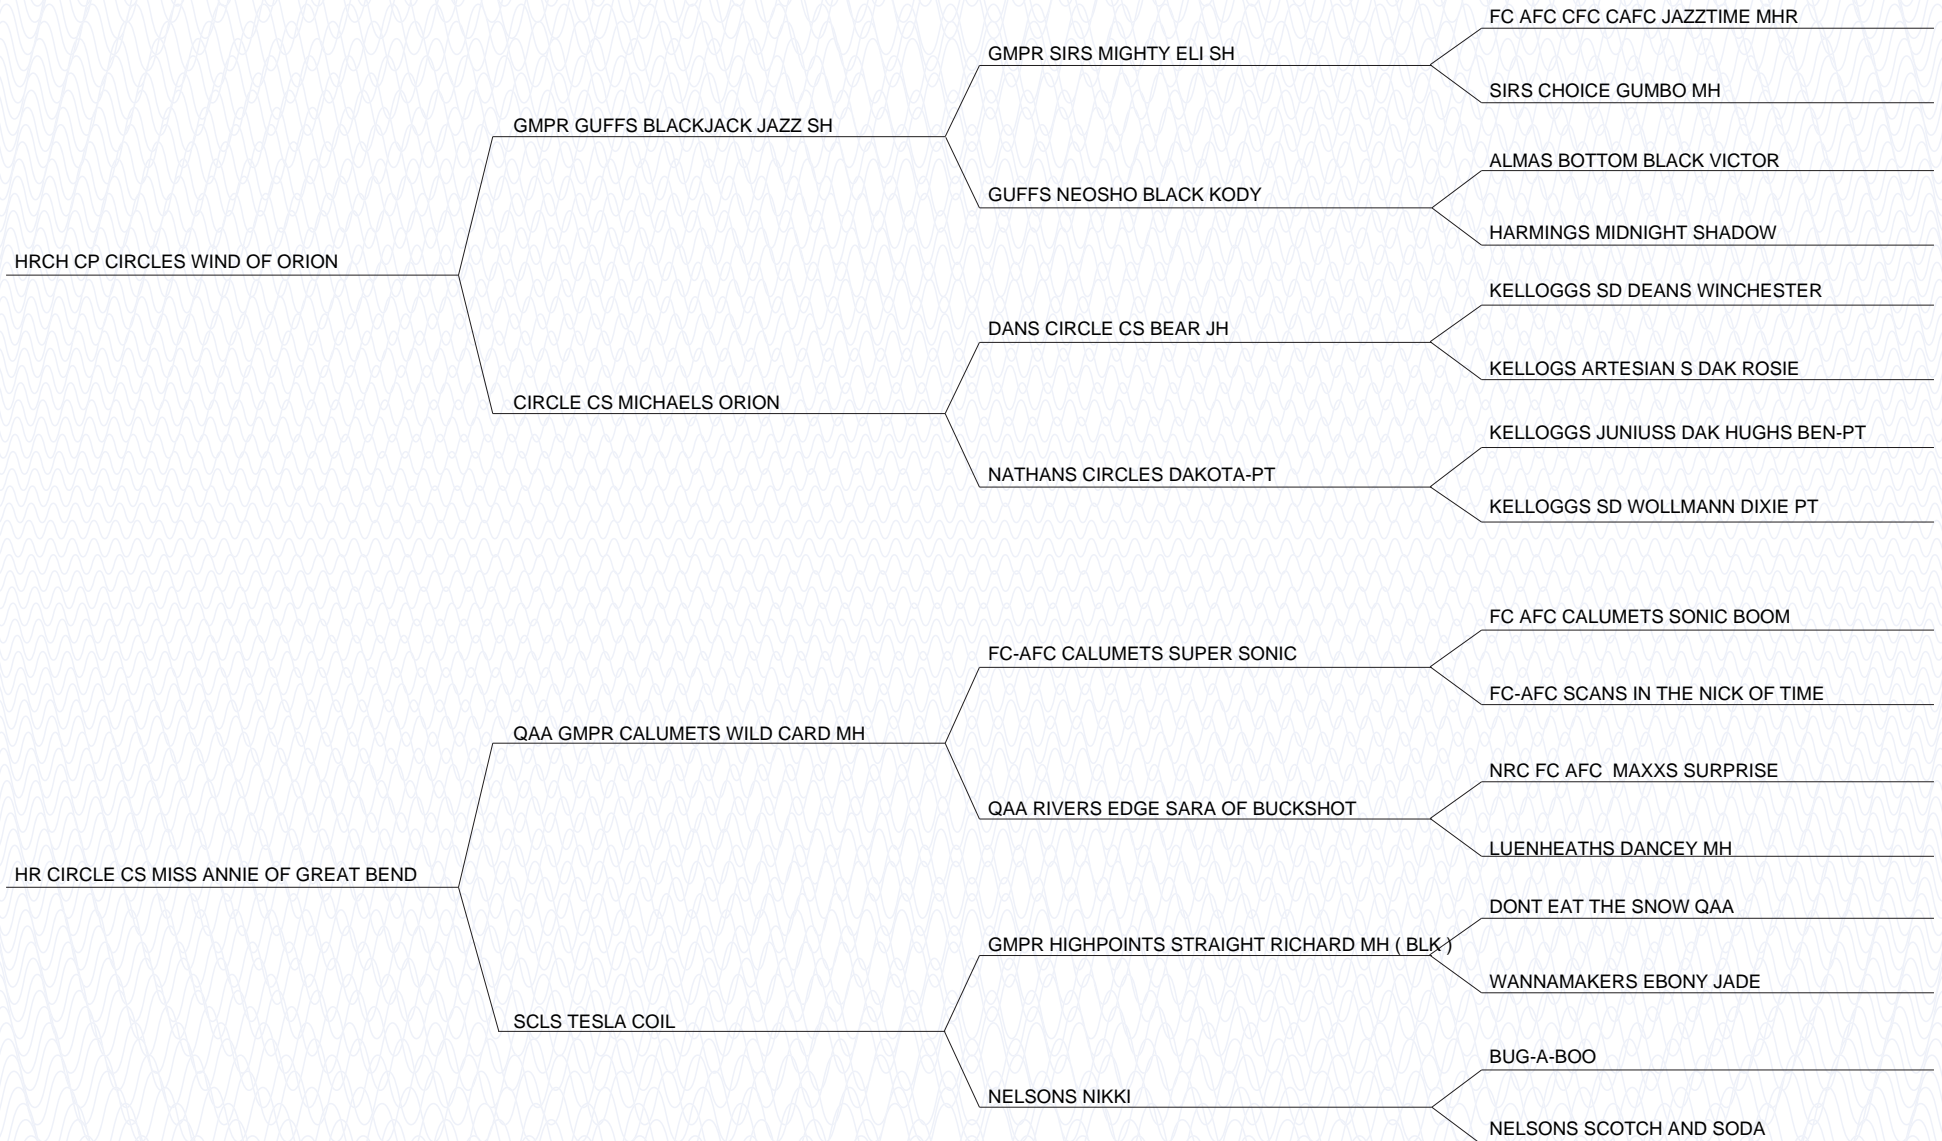 FC AFC CFC CAFC JAZZTIME MHR
GMPR SIRS MIGHTY ELI SH
SIRS CHOICE GUMBO MH
GMPR GUFFS BLACKJACK JAZZ SH
ALMAS BOTTOM BLACK VICTOR
GUFFS NEOSHO BLACK KODY
HARMINGS MIDNIGHT SHADOW
HRCH CP CIRCLES WIND OF ORION
KELLOGGS SD DEANS WINCHESTER
DANS CIRCLE CS BEAR JH
KELLOGS ARTESIAN S DAK ROSIE
CIRCLE CS MICHAELS ORION
KELLOGGS JUNIUSS DAK HUGHS BEN-PT
NATHANS CIRCLES DAKOTA-PT
KELLOGGS SD WOLLMANN DIXIE PT
FC AFC CALUMETS SONIC BOOM
FC-AFC CALUMETS SUPER SONIC
FC-AFC SCANS IN THE NICK OF TIME
QAA GMPR CALUMETS WILD CARD MH
NRC FC AFC  MAXXS SURPRISE
QAA RIVERS EDGE SARA OF BUCKSHOT
LUENHEATHS DANCEY MH
HR CIRCLE CS MISS ANNIE OF GREAT BEND
DONT EAT THE SNOW QAA
GMPR HIGHPOINTS STRAIGHT RICHARD MH ( BLK )
WANNAMAKERS EBONY JADE
SCLS TESLA COIL
BUG-A-BOO
NELSONS NIKKI
NELSONS SCOTCH AND SODA